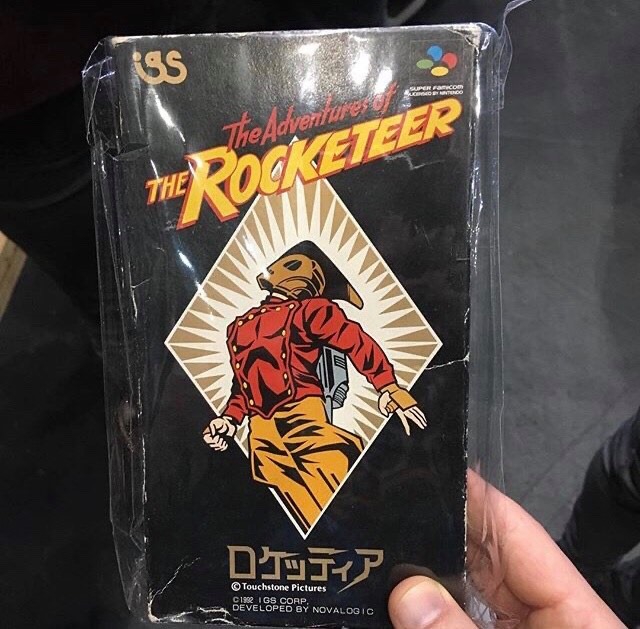 IGS
SUPER FAMICOM
LICENSED BY NINTENDO
The Adventures of
THE ROCKETEER
ロケッティア
© Touchstone Pictures
© 1992 IGS CORP.
DEVELOPED BY NOVALOGIC